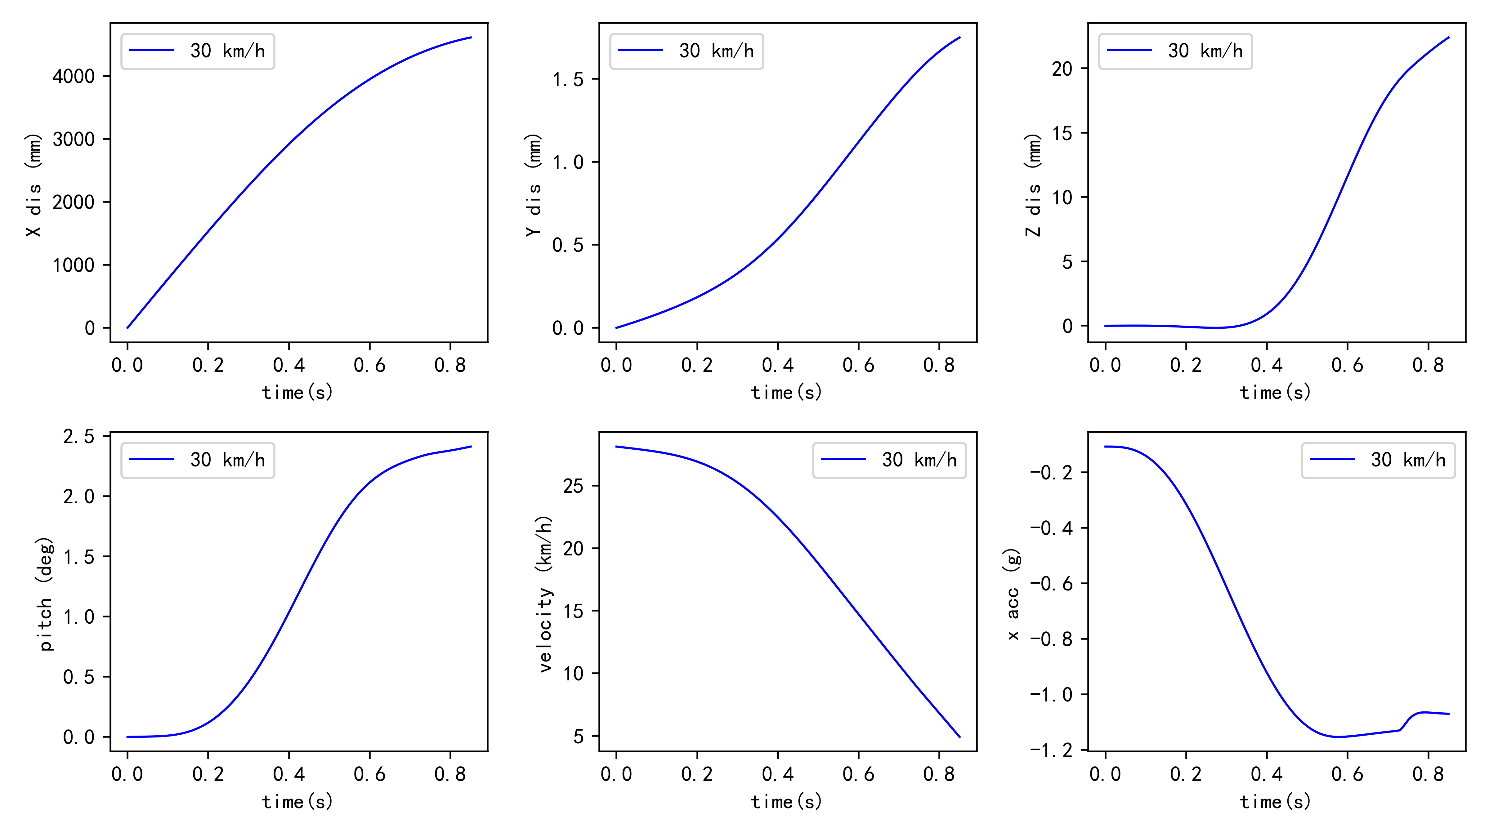 30 km/h
X dis (mm)
4000
3000
2000
1000
0
0.0 0.2 0.4 0.6 0.8
time(s)
30 km/h
Y dis (mm)
1.5
1.0
0.5
0.0
0.0 0.2 0.4 0.6 0.8
time(s)
30 km/h
Z dis (mm)
20
15
10
5
0
0.0 0.2 0.4 0.6 0.8
time(s)
30 km/h
pitch (deg)
2.5
2.0
1.5
1.0
0.5
0.0
0.0 0.2 0.4 0.6 0.8
time(s)
30 km/h
velocity (km/h)
25
20
15
10
5
0.0 0.2 0.4 0.6 0.8
time(s)
30 km/h
x acc (g)
−0.2
−0.4
−0.6
−0.8
−1.0
−1.2
0.0 0.2 0.4 0.6 0.8
time(s)